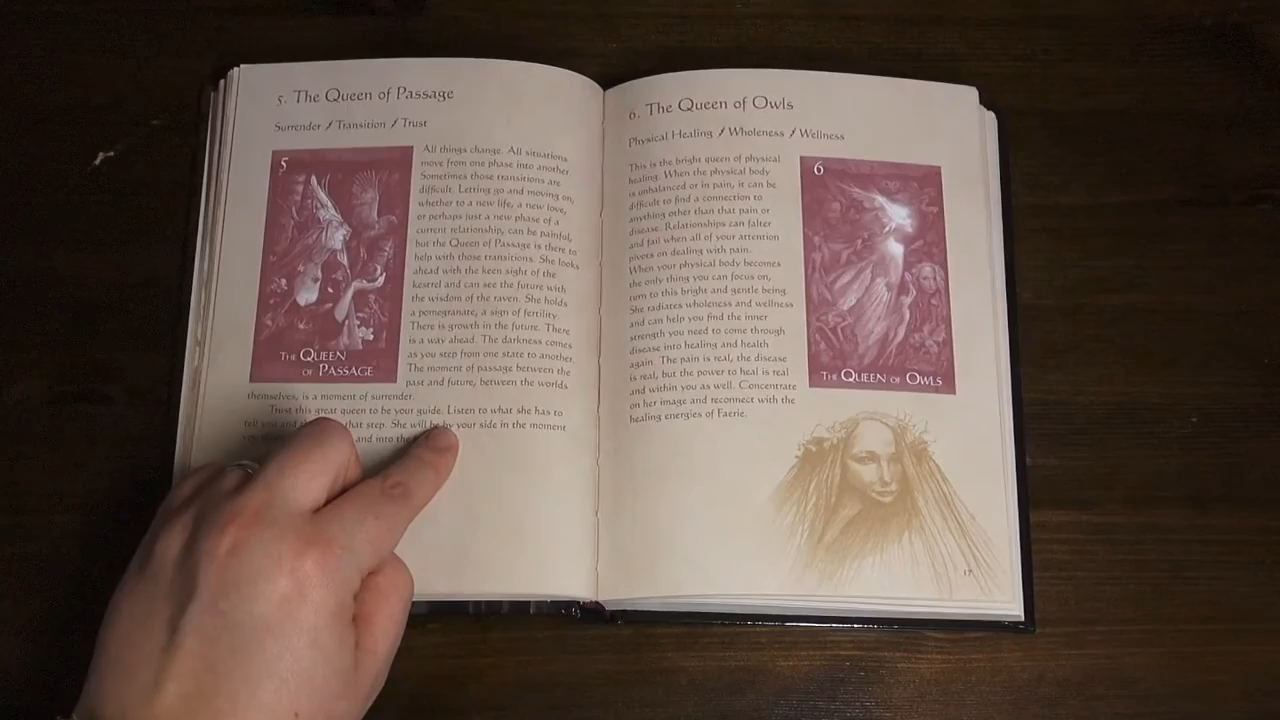 5. The Queen of Passage
Surrender / Transition / Trust
5
THE QUEEN
OF PASSAGE
All things change. All situations
move from one phase into another.
Sometimes those transitions are
difficult. Letting go and moving on,
whether to a new life, a new love,
or perhaps just a new phase of a
current relationship, can be painful,
but the Queen of Passage is there to
help with those transitions. She looks
ahead with the keen sight of the
kestrel and can see the future with
the wisdom of the raven. She holds
a pomegranate, a sign of fertility.
There is growth in the future. There
is a way ahead. The darkness comes
as you step from one state to another.
The moment of passage between the
past and future, between the worlds
themselves, is a moment of surrender.
Trust this great queen to be your guide. Listen to what she has to
tell you and that step. She will be by your side in the moment
and into the
6. The Queen of Owls
Physical Healing / Wholeness / Wellness
This is the bright queen of physical
healing. When the physical body
is unbalanced or in pain, it can be
difficult to find a connection to
anything other than that pain or
disease. Relationships can falter
and fail when all of your attention
pivots on dealing with pain.
When your physical body becomes
the only thing you can focus on,
turn to this bright and gentle being.
She radiates wholeness and wellness
and can help you find the inner
strength you need to come through
disease into healing and health
again. The pain is real, the disease
is real, but the power to heal is real
and within you as well. Concentrate
on her image and reconnect with the
healing energies of Faerie.
6
THE QUEEN OF OWLS
17